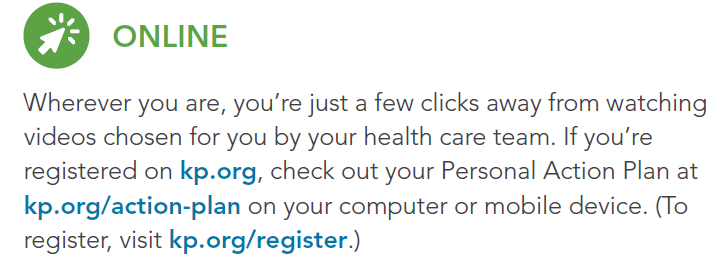 ONLINE
Wherever you are, you’re just a few clicks away from watching
videos chosen for you by your health care team. If you’re
registered on kp.org, check out your Personal Action Plan at
kp.org/action-plan on your computer or mobile device. (To
register, visit kp.org/register.)